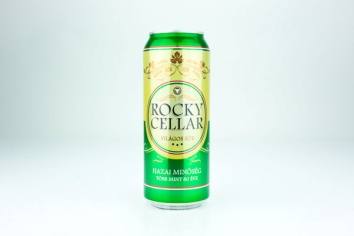 ROCKY
CELLAR
VILÁGOS SÖR
HAZAI MINŐSÉG
TÖBB MINT 80 ÉVE